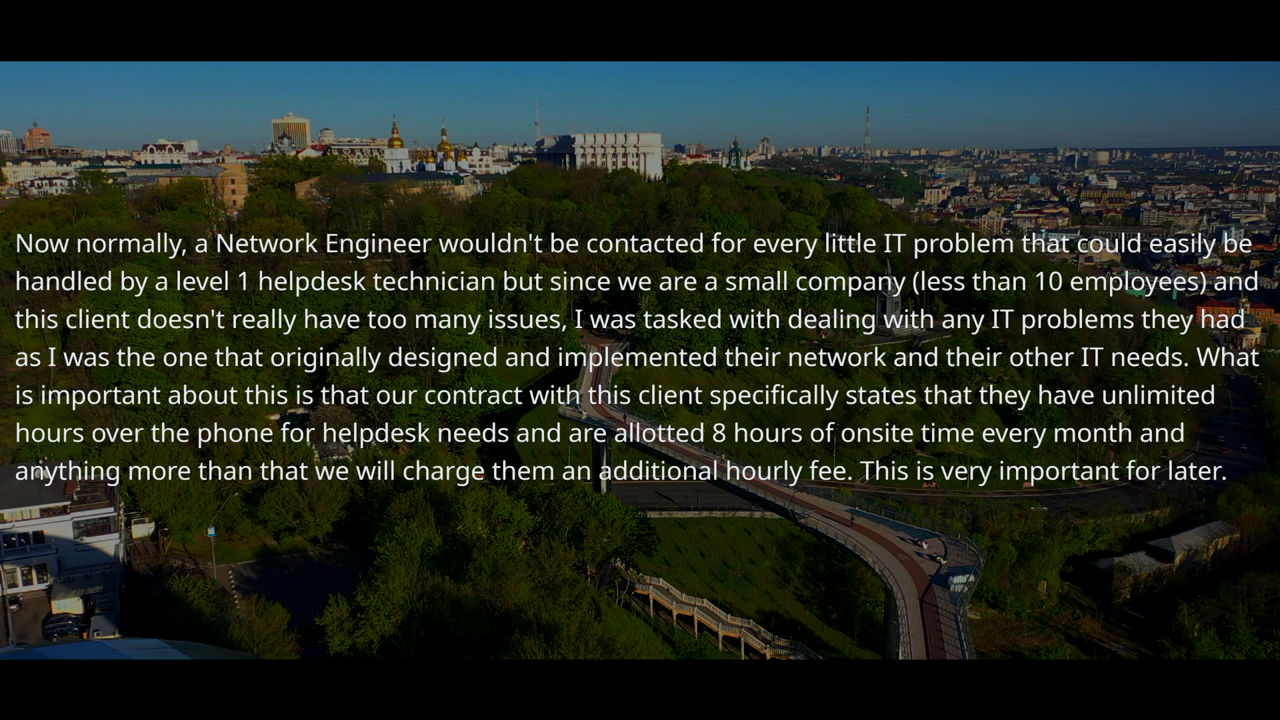 Now normally, a Network Engineer wouldn't be contacted for every little IT problem that could easily be
handled by a level 1 helpdesk technician but since we are a small company (less than 10 employees) and
this client doesn't really have too many issues, I was tasked with dealing with any IT problems they had
as I was the one that originally designed and implemented their network and their other IT needs. What
is important about this is that our contract with this client specifically states that they have unlimited
hours over the phone for helpdesk needs and are allotted 8 hours of onsite time every month and
anything more than that we will charge them an additional hourly fee. This is very important for later.